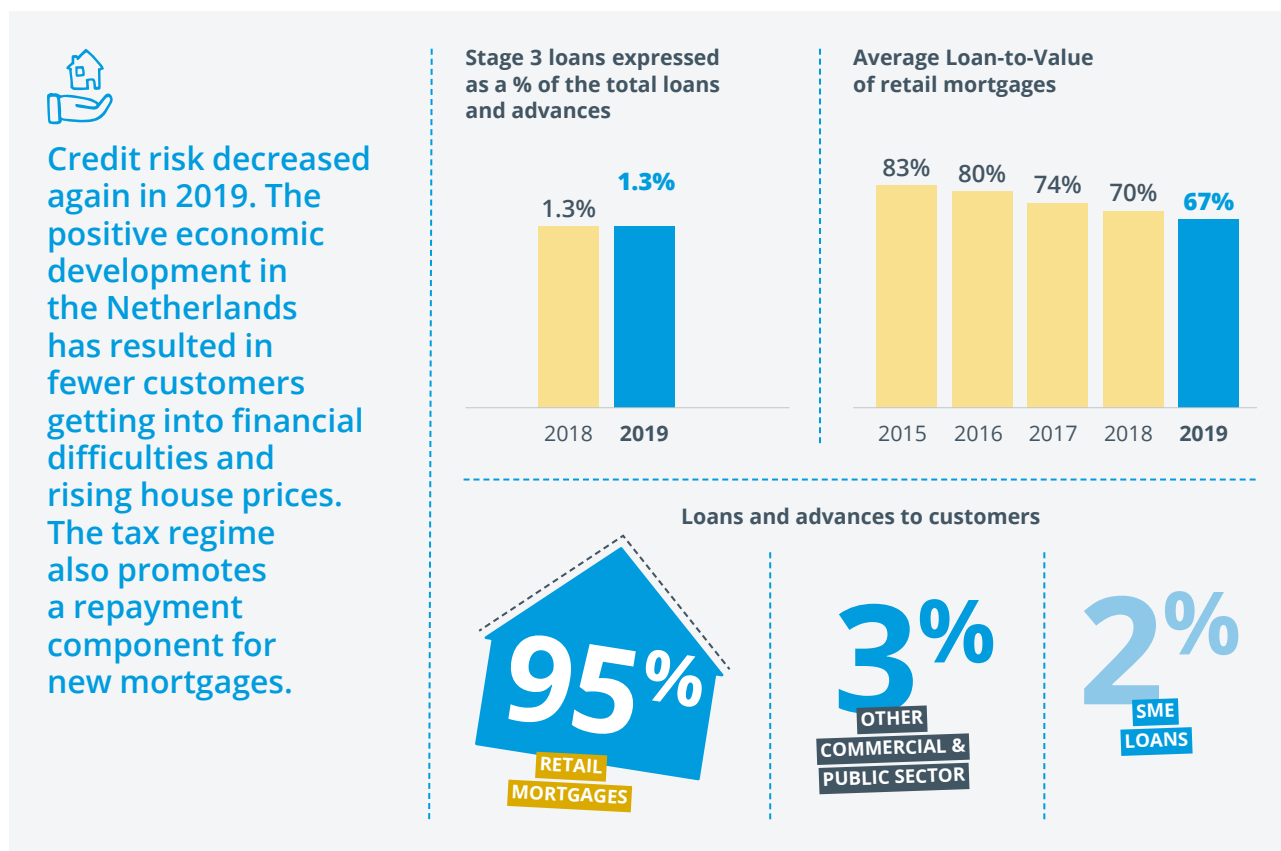 Credit risk decreased
again in 2019. The
positive economic
development in
the Netherlands
has resulted in
fewer customers
getting into financial
difficulties and
rising house prices.
The tax regime
also promotes
a repayment
component for
new mortgages.
Stage 3 loans expressed
as a % of the total loans
and advances
1.3%
1.3%
2018 2019
Average Loan-to-Value
of retail mortgages
83%
80%
74%
70%
67%
2015 2016 2017 2018 2019
Loans and advances to customers
95%
RETAIL
MORTGAGES
3%
OTHER
COMMERCIAL &
PUBLIC SECTOR
2%
SME
LOANS